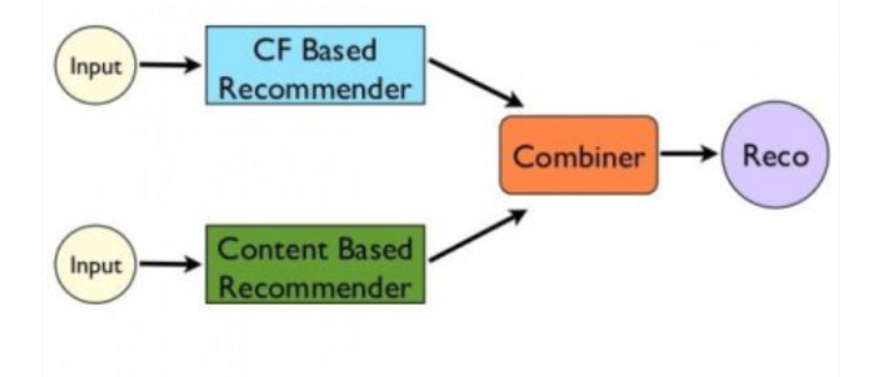 Input
CF Based
Recommender
Combiner
Reco
Input
Content Based
Recommender